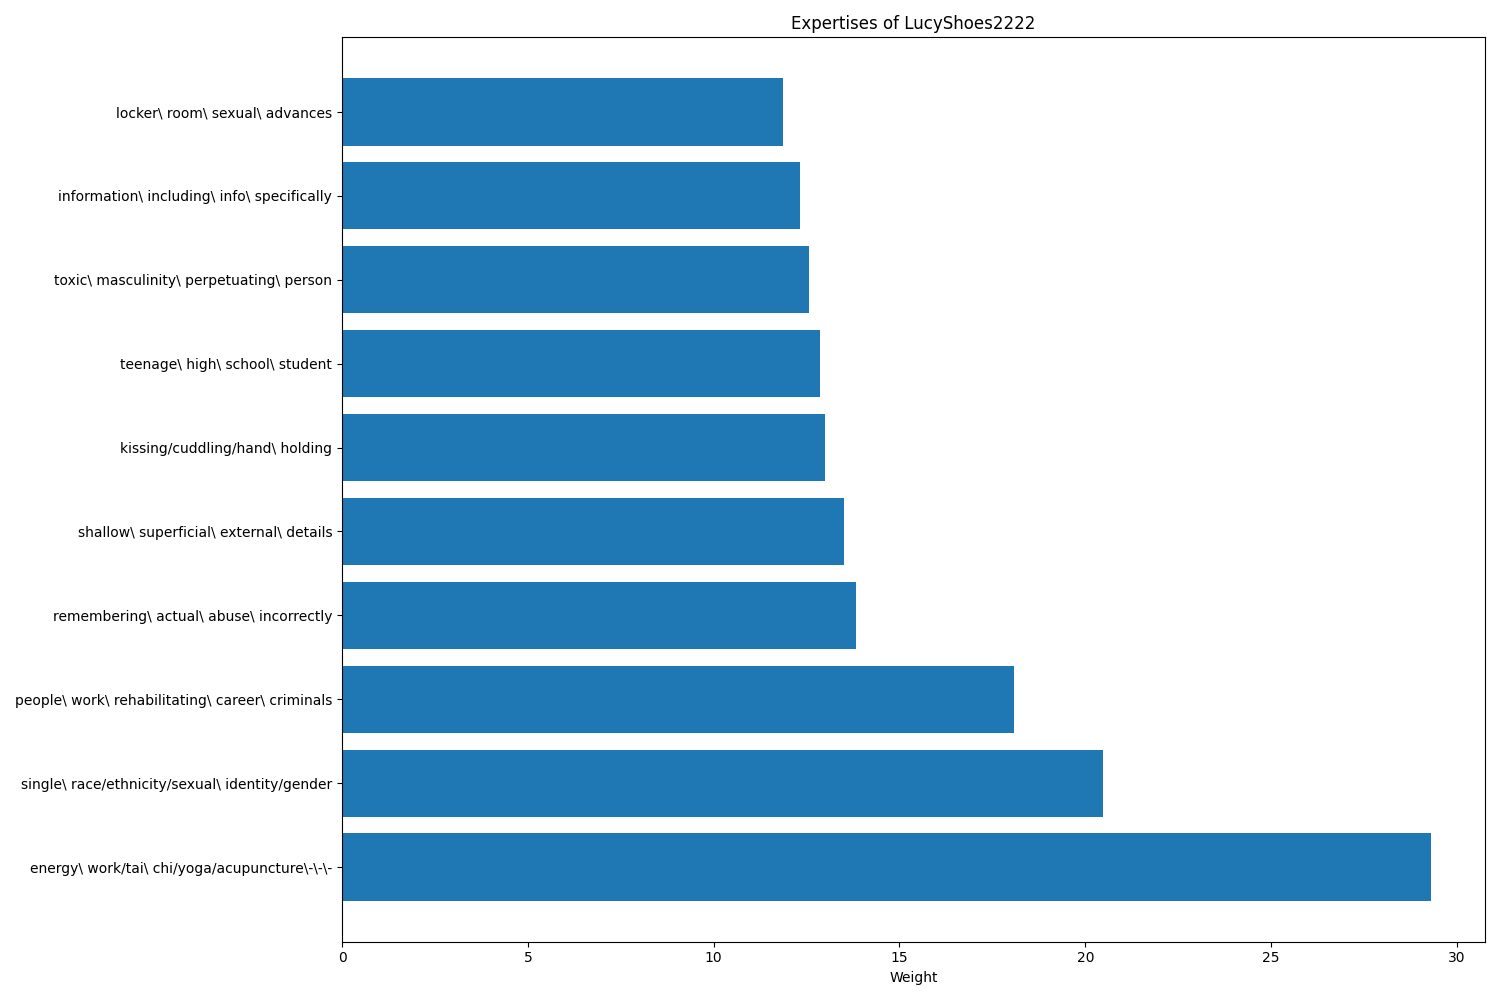 Expertises of LucyShoes2222
locker\ room\ sexual\ advances
information\ including\ info\ specifically
toxic\ masculinity\ perpetuating\ person
teenage\ high\ school\ student
kissing/cuddling/hand\ holding
shallow\ superficial\ external\ details
remembering\ actual\ abuse\ incorrectly
people\ work\ rehabilitating\ career\ criminals
single\ race/ethnicity/sexual\ identity/gender
energy\ work/tai\ chi/yoga/acupuncture\-\-\-
0 5 10 15 20 25 30
Weight